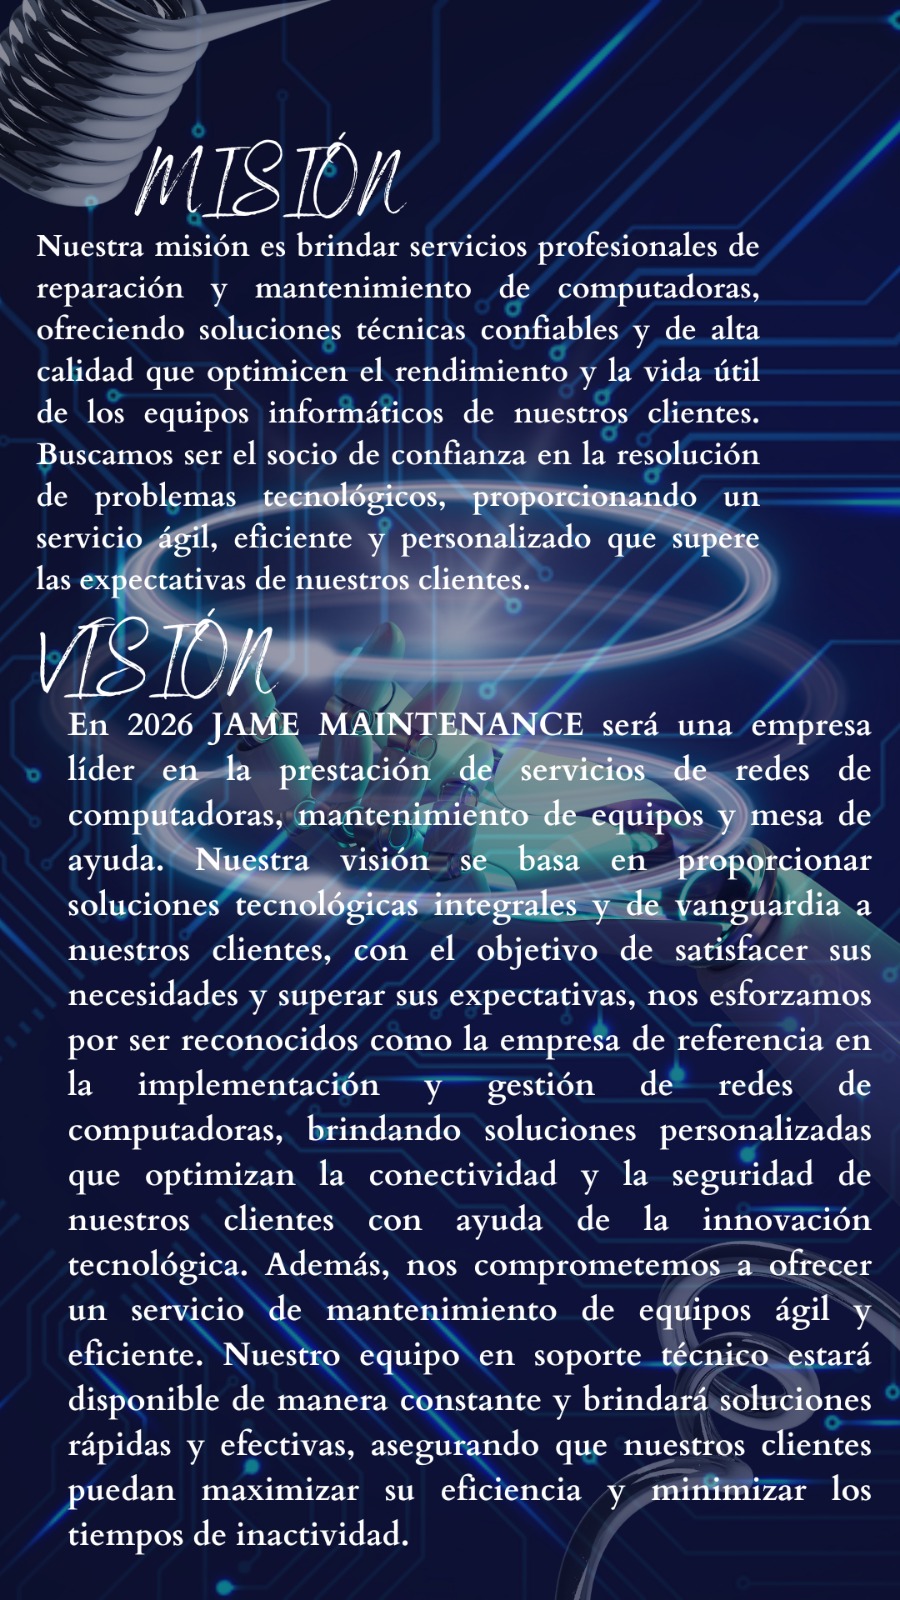 MISIÓN
Nuestra misión es brindar servicios profesionales de
reparación y mantenimiento de computadoras,
ofreciendo soluciones técnicas confiables y de alta
calidad que optimicen el rendimiento y la vida útil
de los equipos informáticos de nuestros clientes.
Buscamos ser el socio de confianza en la resolución
de problemas tecnológicos, proporcionando un
servicio ágil, eficiente y personalizado que supere
las expectativas de nuestros clientes.
VISIÓN
En 2026 JAME MAINTENANCE será una empresa
líder en la prestación de servicios de redes de
computadoras, mantenimiento de equipos y mesa de
ayuda. Nuestra visión se basa en proporcionar
soluciones tecnológicas integrales y de vanguardia a
nuestros clientes, con el objetivo de satisfacer sus
necesidades y superar sus expectativas, nos esforzamos
por ser reconocidos como la empresa de referencia en
la implementación y gestión de redes de
computadoras, brindando soluciones personalizadas
que optimizan la conectividad y la seguridad de
nuestros clientes con ayuda de la innovación
tecnológica. Además, nos comprometemos a ofrecer
un servicio de mantenimiento de equipos ágil y
eficiente. Nuestro equipo en soporte técnico estará
disponible de manera constante y brindará soluciones
rápidas y efectivas, asegurando que nuestros clientes
puedan maximizar su eficiencia y minimizar los
tiempos de inactividad.